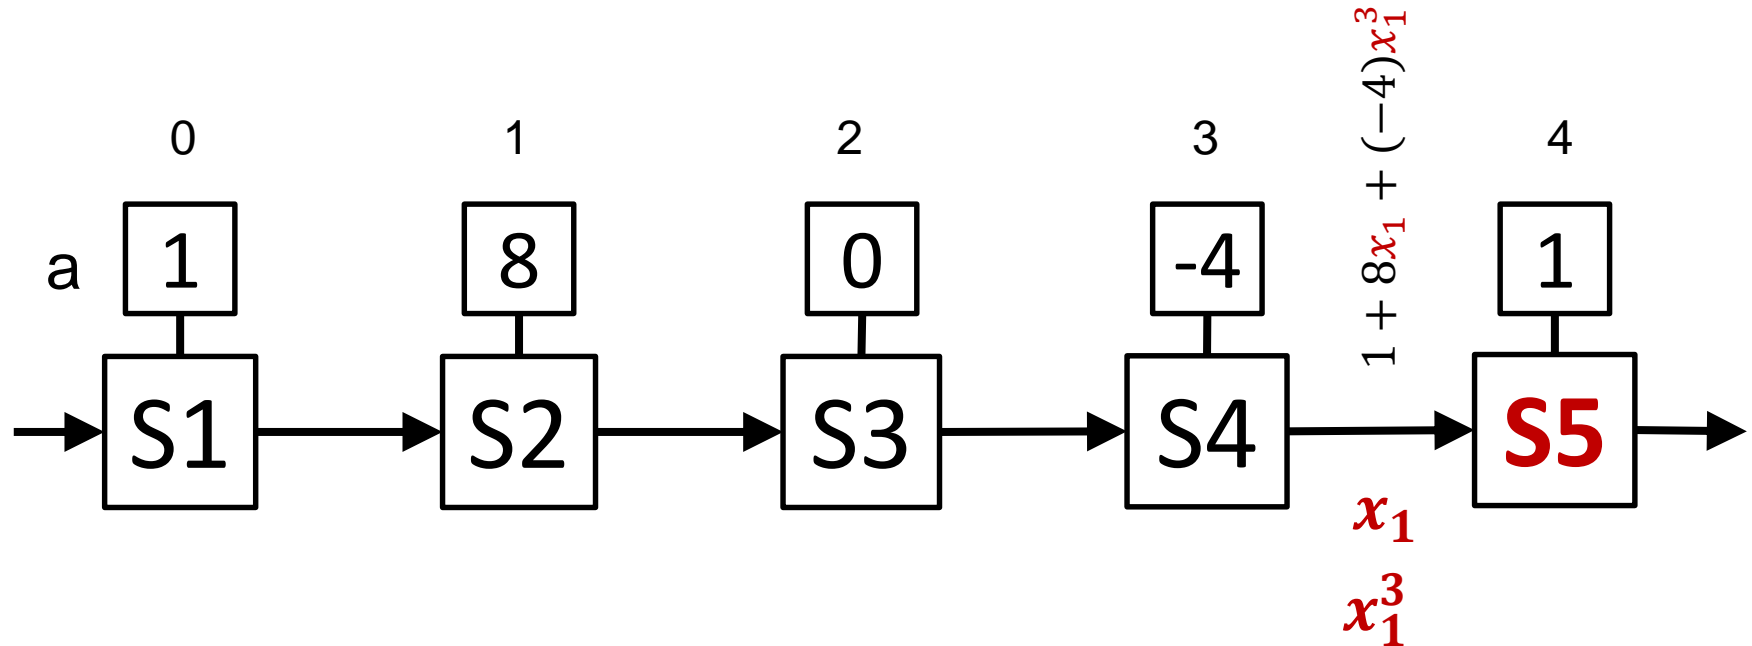 0 1 2 3 4
a 1 8 0 -4 1
1 + 8x₁ + (−4)x₁³
S1 S2 S3 S4 S5
x₁
x₁³